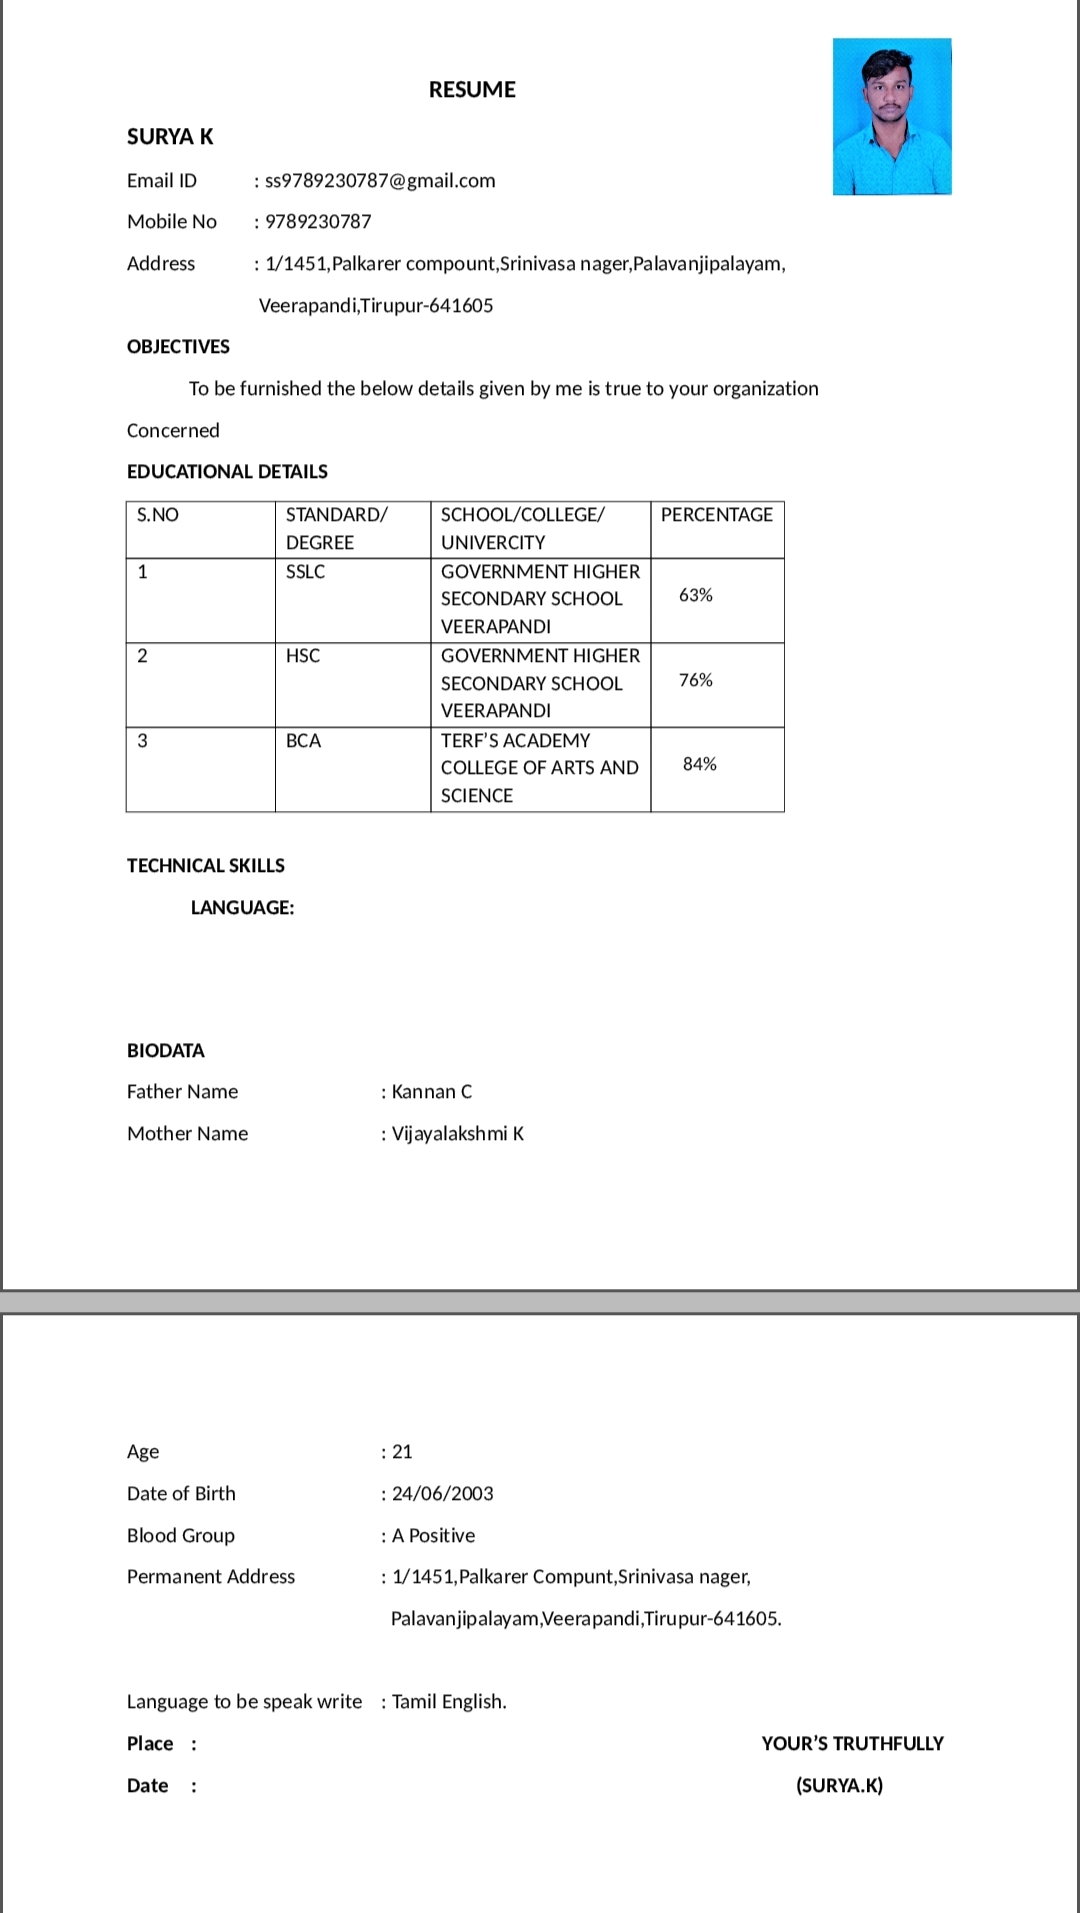 RESUME
SURYA K
Email ID : ss9789230787@gmail.com
Mobile No : 9789230787
Address : 1/1451,Palkarer compount,Srinivasa nager,Palavanjipalayam,
Veerapandi,Tirupur-641605
OBJECTIVES
To be furnished the below details given by me is true to your organization
Concerned
EDUCATIONAL DETAILS
S.NO STANDARD/ SCHOOL/COLLEGE/ PERCENTAGE
DEGREE UNIVERCITY
1 SSLC GOVERNMENT HIGHER
SECONDARY SCHOOL 63%
VEERAPANDI
2 HSC GOVERNMENT HIGHER
SECONDARY SCHOOL 76%
VEERAPANDI
3 BCA TERF’S ACADEMY
COLLEGE OF ARTS AND 84%
SCIENCE
TECHNICAL SKILLS
LANGUAGE:
BIODATA
Father Name : Kannan C
Mother Name : Vijayalakshmi K
Age : 21
Date of Birth : 24/06/2003
Blood Group : A Positive
Permanent Address : 1/1451,Palkarer Compunt,Srinivasa nager,
Palavanjipalayam,Veerapandi,Tirupur-641605.
Language to be speak write : Tamil English.
Place : YOUR’S TRUTHFULLY
Date : (SURYA.K)